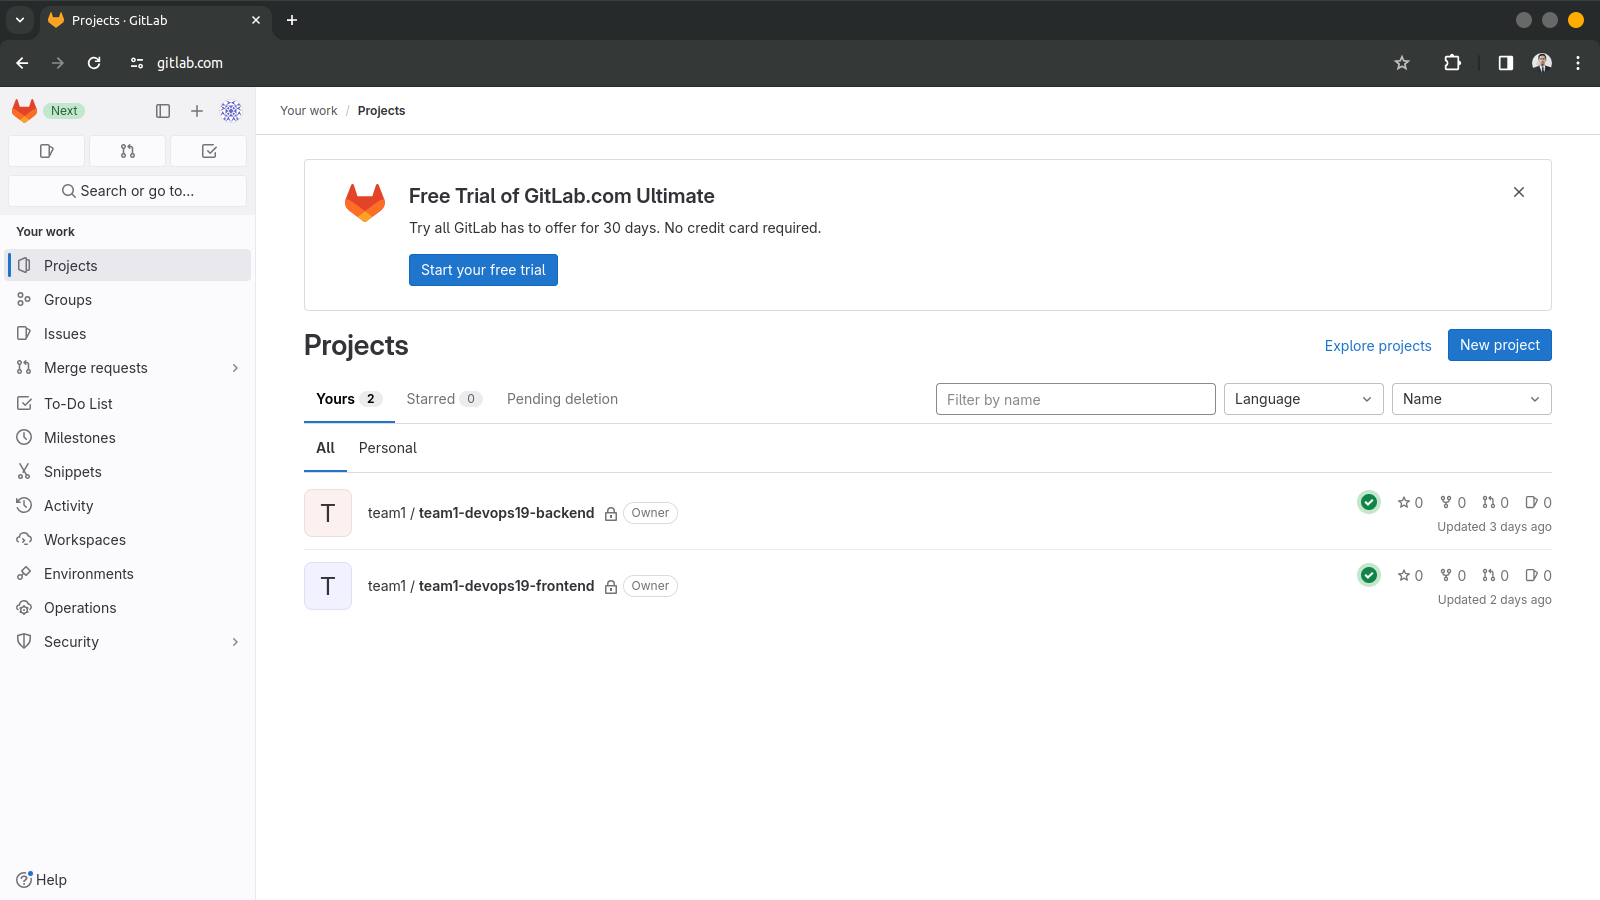 Projects · GitLab
gitlab.com
Next
Search or go to...
Your work
Projects
Groups
Issues
Merge requests
To-Do List
Milestones
Snippets
Activity
Workspaces
Environments
Operations
Security
Help
Your work / Projects
Free Trial of GitLab.com Ultimate
Try all GitLab has to offer for 30 days. No credit card required.
Start your free trial
Projects
Explore projects
New project
Yours 2
Starred 0
Pending deletion
Filter by name
Language
Name
All
Personal
T
team1 / team1-devops19-backend
Owner
0 0 0 0
Updated 3 days ago
T
team1 / team1-devops19-frontend
Owner
0 0 0 0
Updated 2 days ago